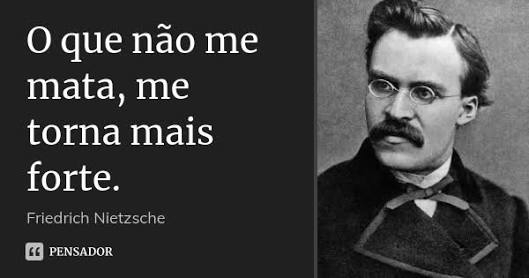 O que não me
mata, me
torna mais
forte.
Friedrich Nietzsche
PENSADOR